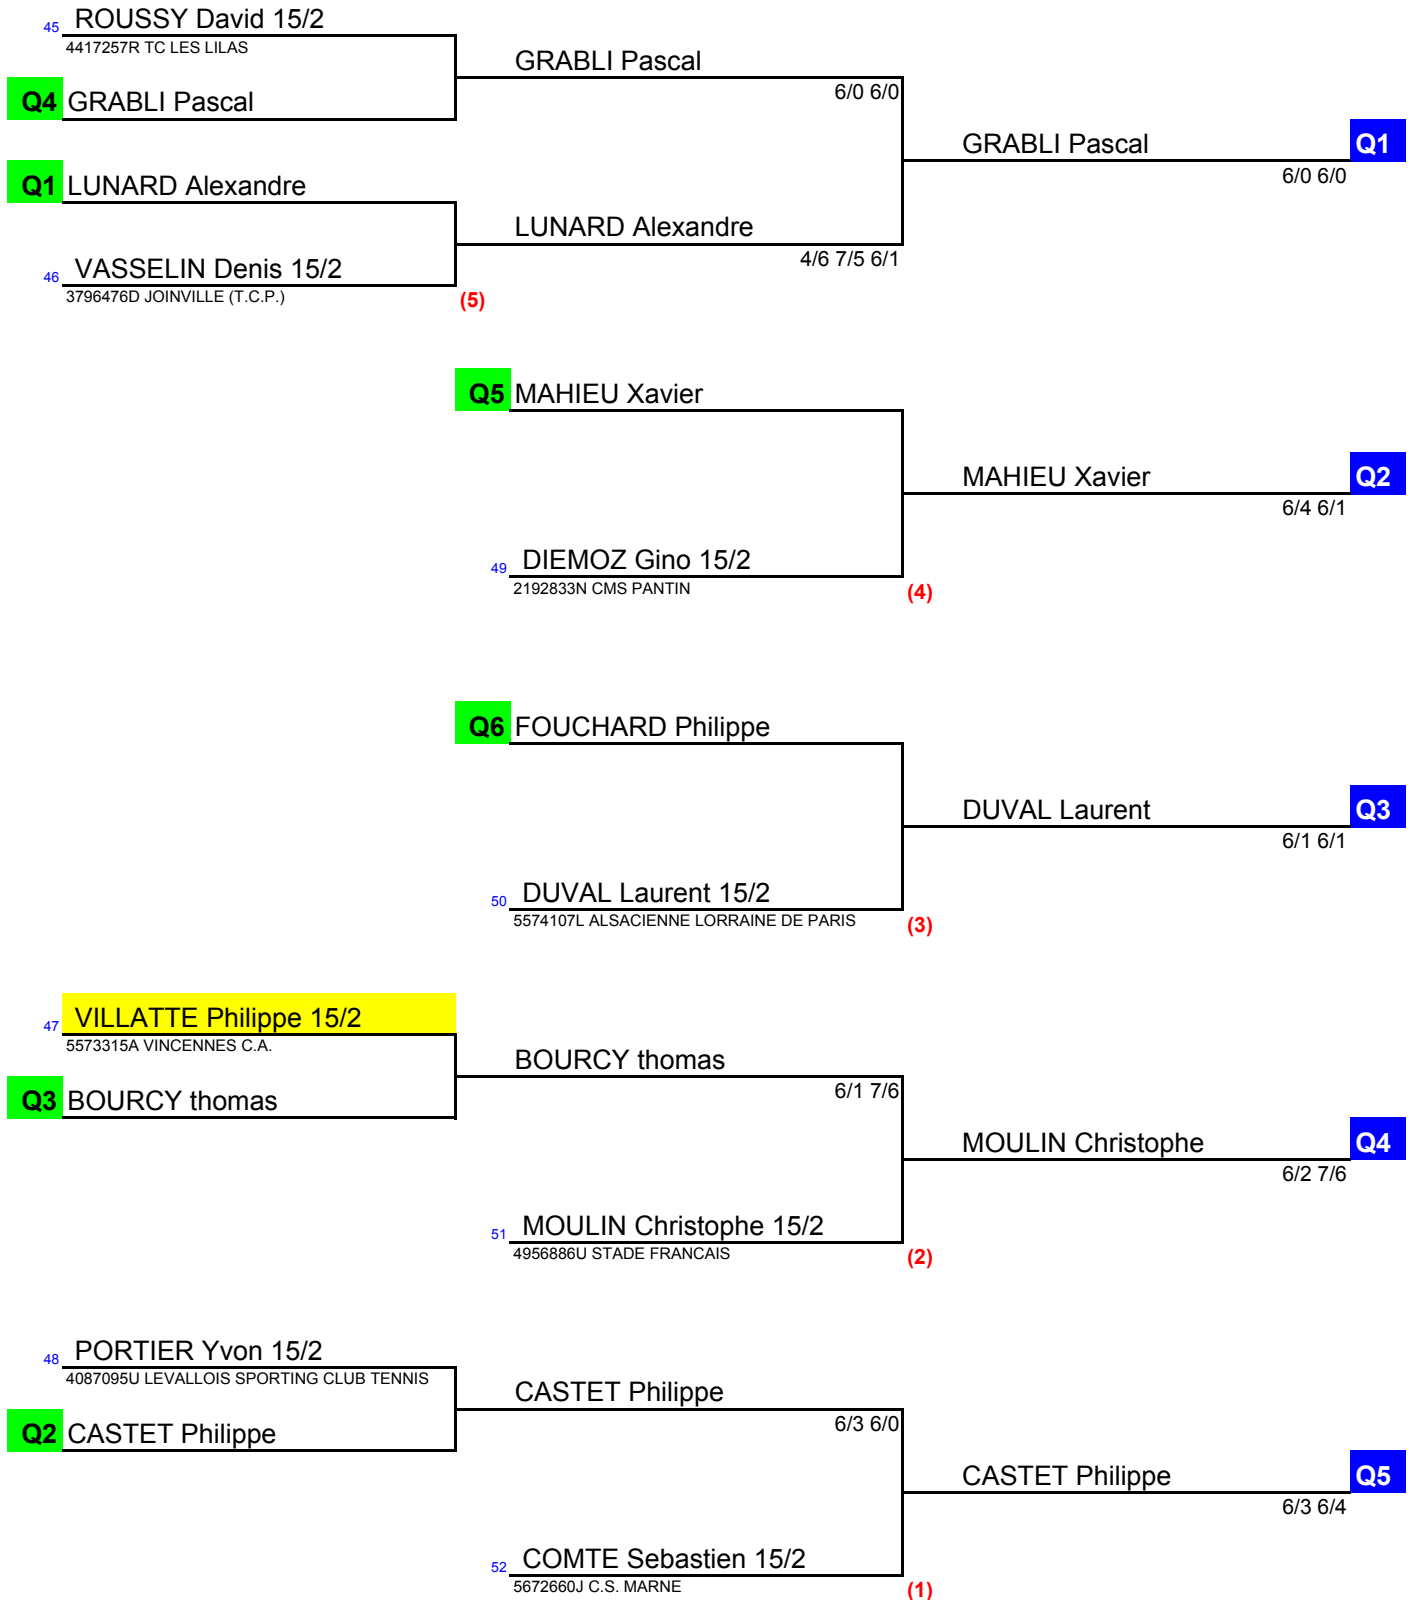 45 ROUSSY David 15/2
4417257R TC LES LILAS
GRABLI Pascal
6/0 6/0
Q4 GRABLI Pascal
GRABLI Pascal Q1
6/0 6/0
Q1 LUNARD Alexandre
LUNARD Alexandre
4/6 7/5 6/1
46 VASSELIN Denis 15/2
3796476D JOINVILLE (T.C.P.)
(5)
Q5 MAHIEU Xavier
MAHIEU Xavier Q2
6/4 6/1
49 DIEMOZ Gino 15/2
2192833N CMS PANTIN
(4)
Q6 FOUCHARD Philippe
DUVAL Laurent Q3
6/1 6/1
50 DUVAL Laurent 15/2
5574107L ALSACIENNE LORRAINE DE PARIS
(3)
47 VILLATTE Philippe 15/2
5573315A VINCENNES C.A.
BOURCY thomas
6/1 7/6
Q3 BOURCY thomas
MOULIN Christophe Q4
6/2 7/6
51 MOULIN Christophe 15/2
4956886U STADE FRANCAIS
(2)
48 PORTIER Yvon 15/2
4087095U LEVALLOIS SPORTING CLUB TENNIS
CASTET Philippe
6/3 6/0
Q2 CASTET Philippe
CASTET Philippe Q5
6/3 6/4
52 COMTE Sebastien 15/2
5672660J C.S. MARNE
(1)